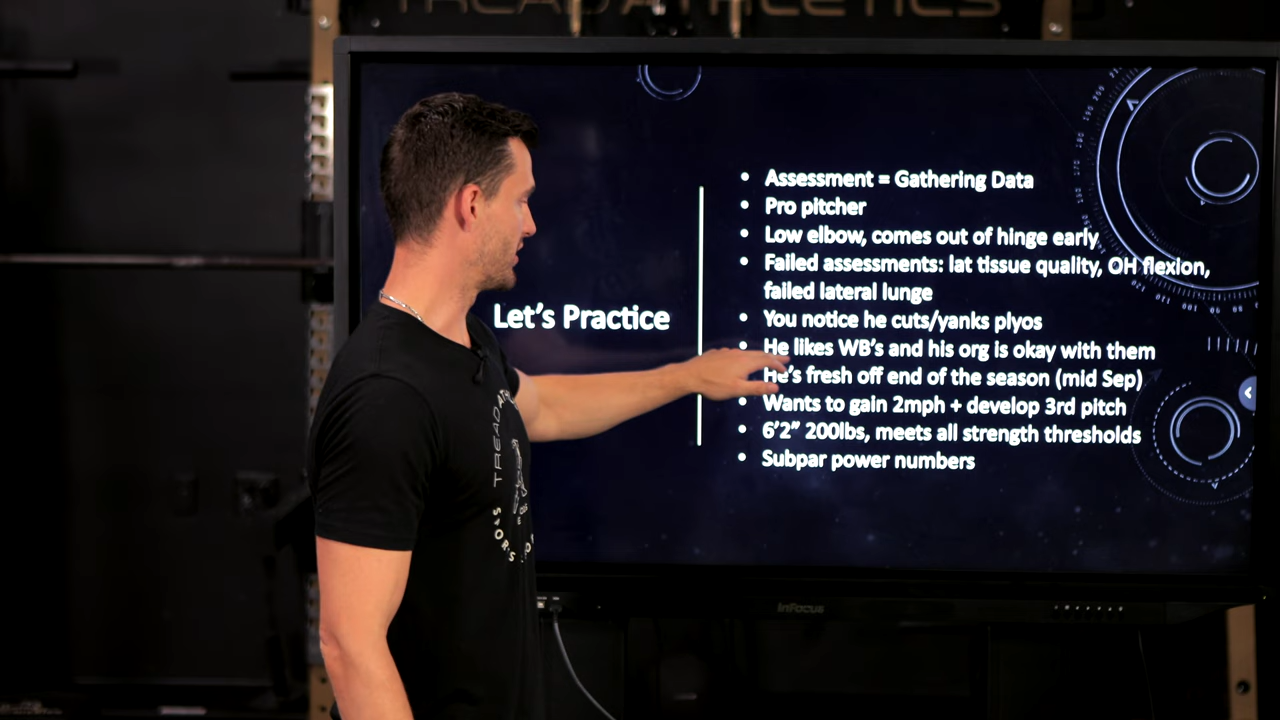 TREAD ATHLETICS
Let's Practice
• Assessment = Gathering Data
• Pro pitcher
• Low elbow, comes out of hinge early
• Failed assessments: lat tissue quality, OH flexion,
failed lateral lunge
• You notice he cuts/yanks plyos
• He likes WB's and his org is okay with them
He's fresh off end of the season (mid Sep)
• Wants to gain 2mph + develop 3rd pitch
• 6'2" 200lbs, meets all strength thresholds
• Subpar power numbers
TREAD
InFocus